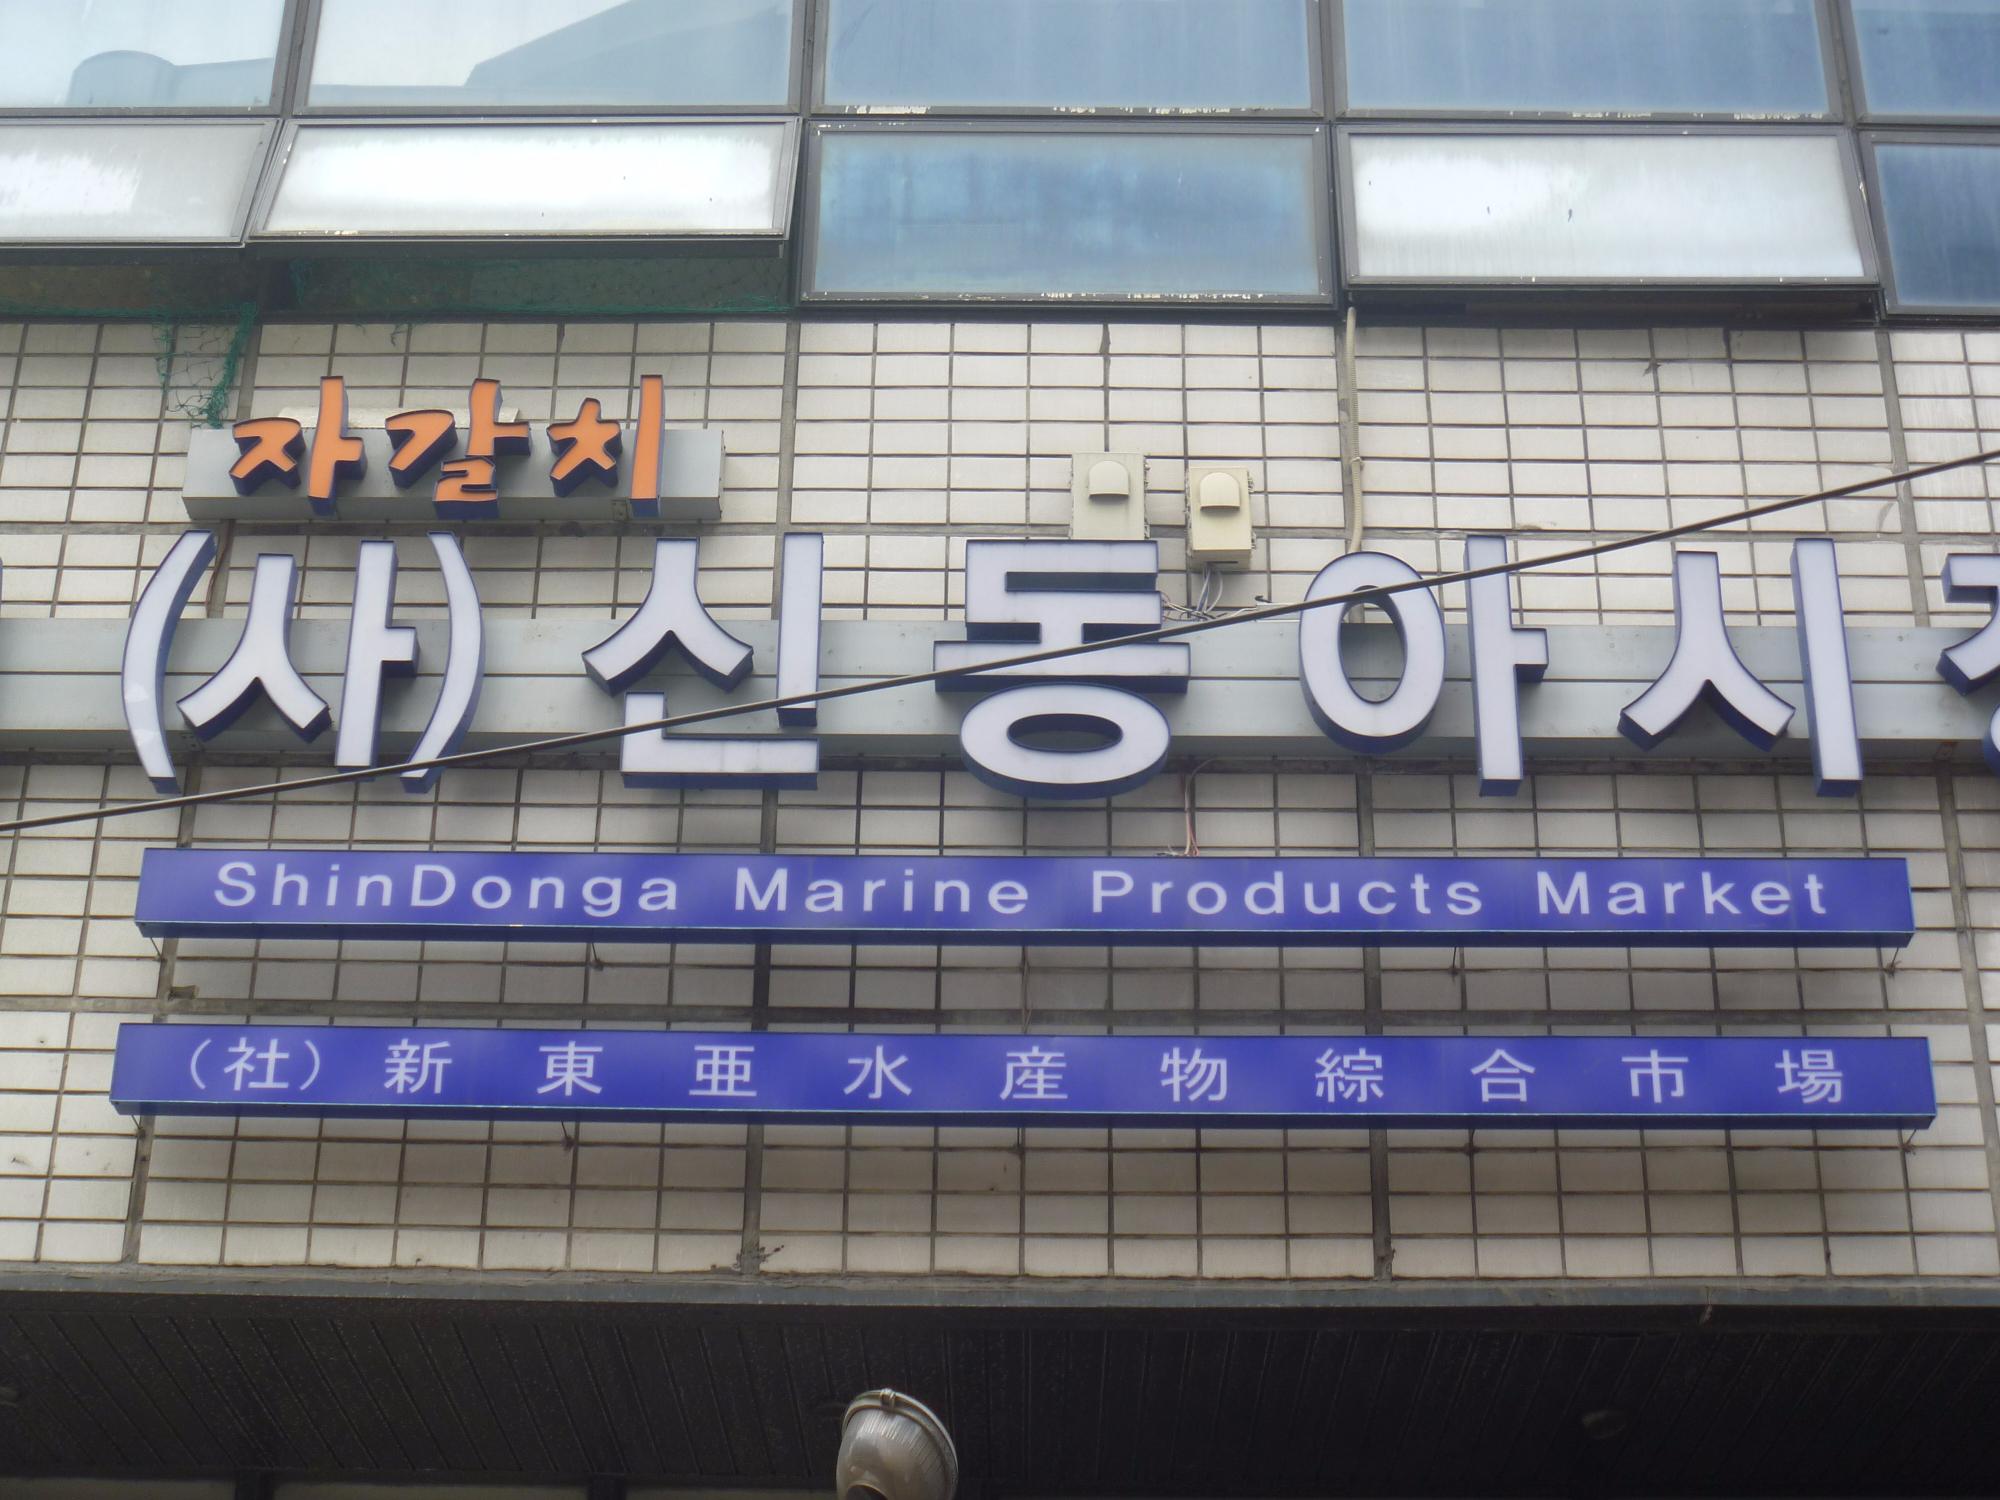 자갈치
(사)신동아시
ShinDonga Marine Products Market
（社）新東亜水産物綜合市場